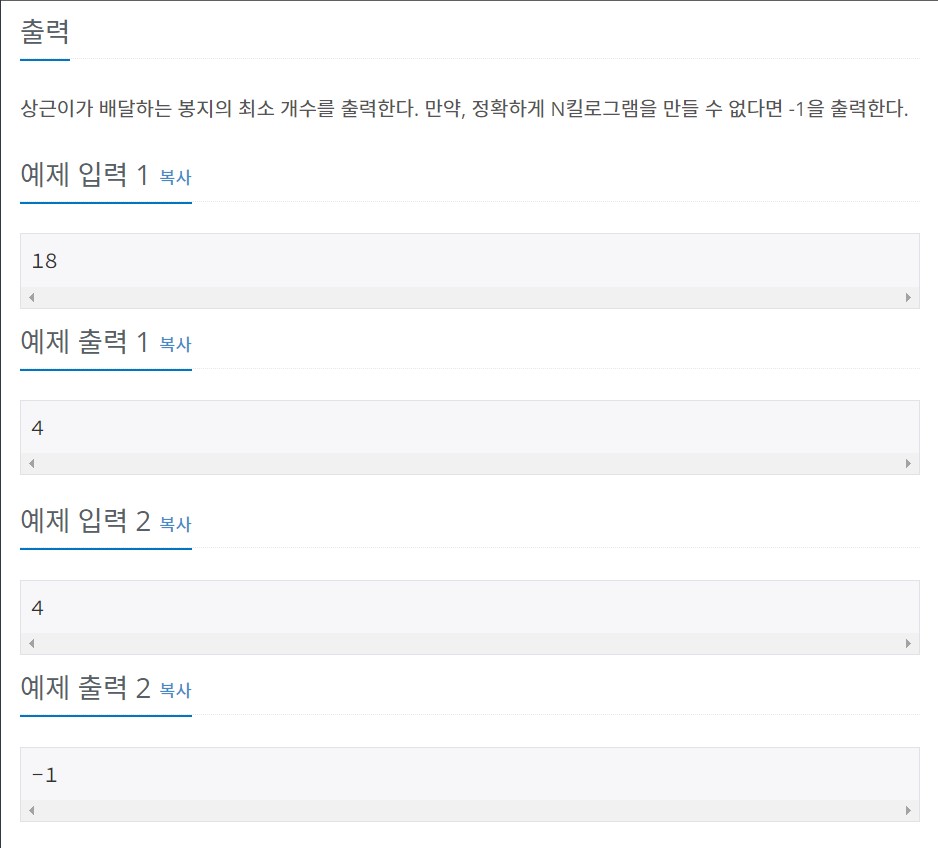 출력
상근이가 배달하는 봉지의 최소 개수를 출력한다. 만약, 정확하게 N킬로그램을 만들 수 없다면 -1을 출력한다.
예제 입력 1 복사
18
예제 출력 1 복사
4
예제 입력 2 복사
4
예제 출력 2 복사
-1